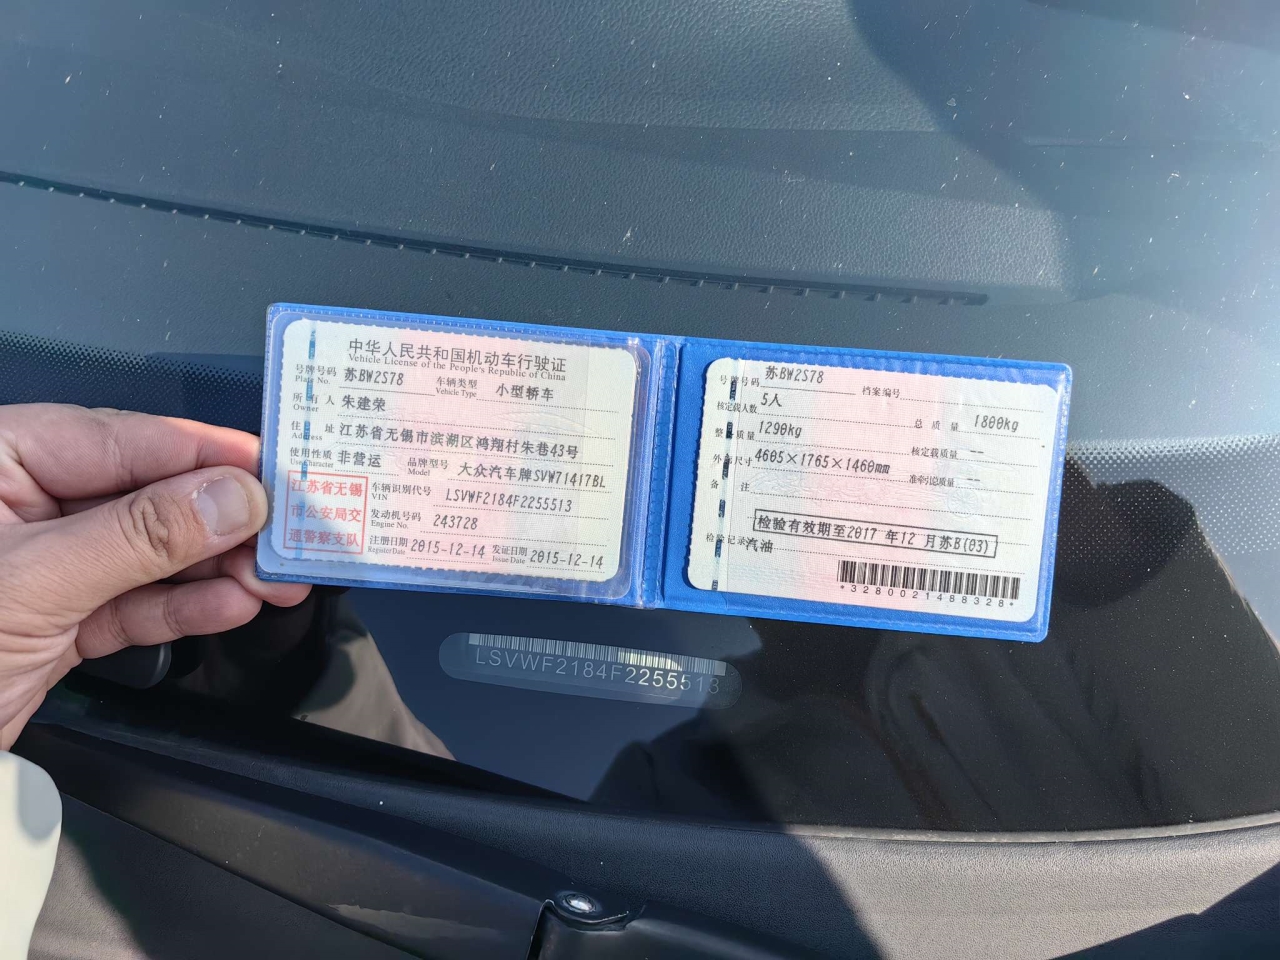 中华人民共和国机动车行驶证
Vehicle License of the People's Republic of China
号牌号码 苏BW2S78 车辆类型 小型轿车
Plate No. Vehicle Type
所有人 朱建荣
Owner
住址 江苏省无锡市滨湖区鸿翔村朱巷43号
Address
使用性质 非营运 品牌型号 大众汽车牌SVW71417BL
Use Character Model
江苏省无锡
市公安局交
通警察支队
车辆识别代号 LSVWF2184F2255513
VIN
发动机号码 243728
Engine No.
注册日期 2015-12-14 发证日期 2015-12-14
Register Date Issue Date
号牌号码 苏BW2S78 档案编号
核定载人数 5人 总质量 1800kg
整备质量 1290kg 核定载质量 --
外廓尺寸 4605×1765×1460mm 准牵引总质量 --
备注
检验有效期至2017年12月苏B(03)
检验记录 汽油
*3280021488328*
LSVWF2184F2255513